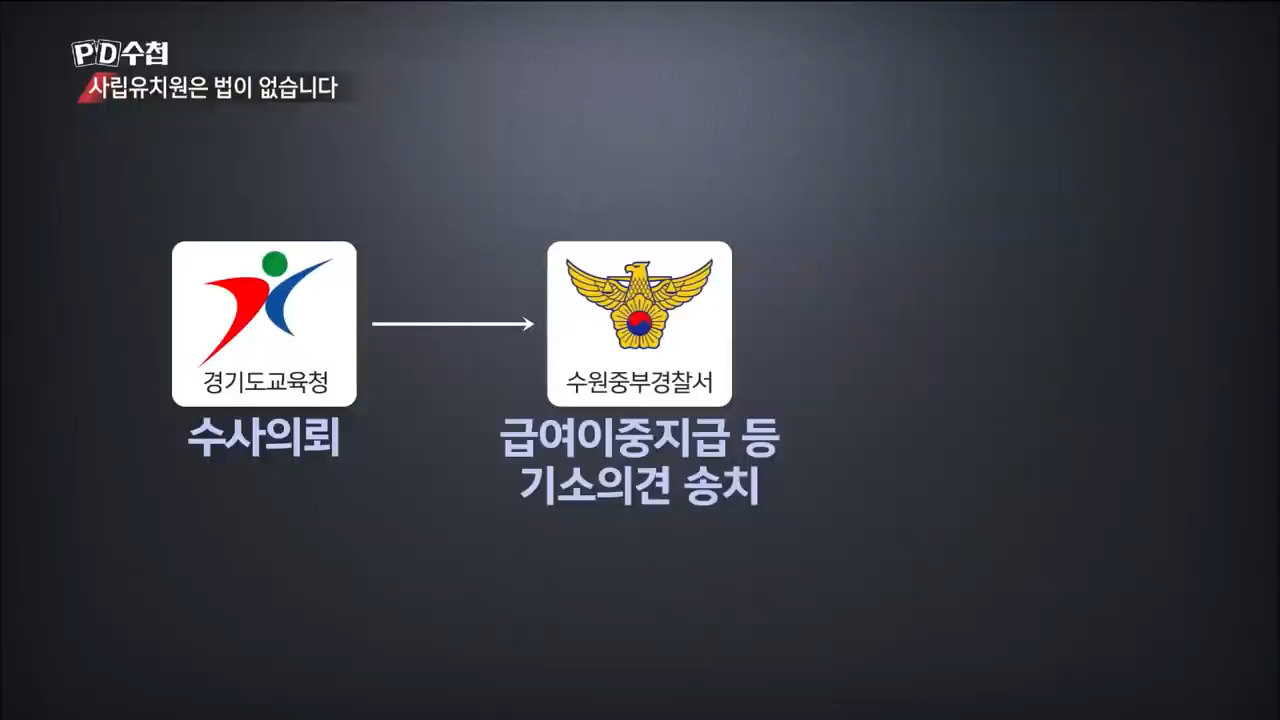 PD수첩
사립유치원은 법이 없습니다
경기도교육청
수원중부경찰서
수사의뢰
급여이중지급 등
기소의견 송치